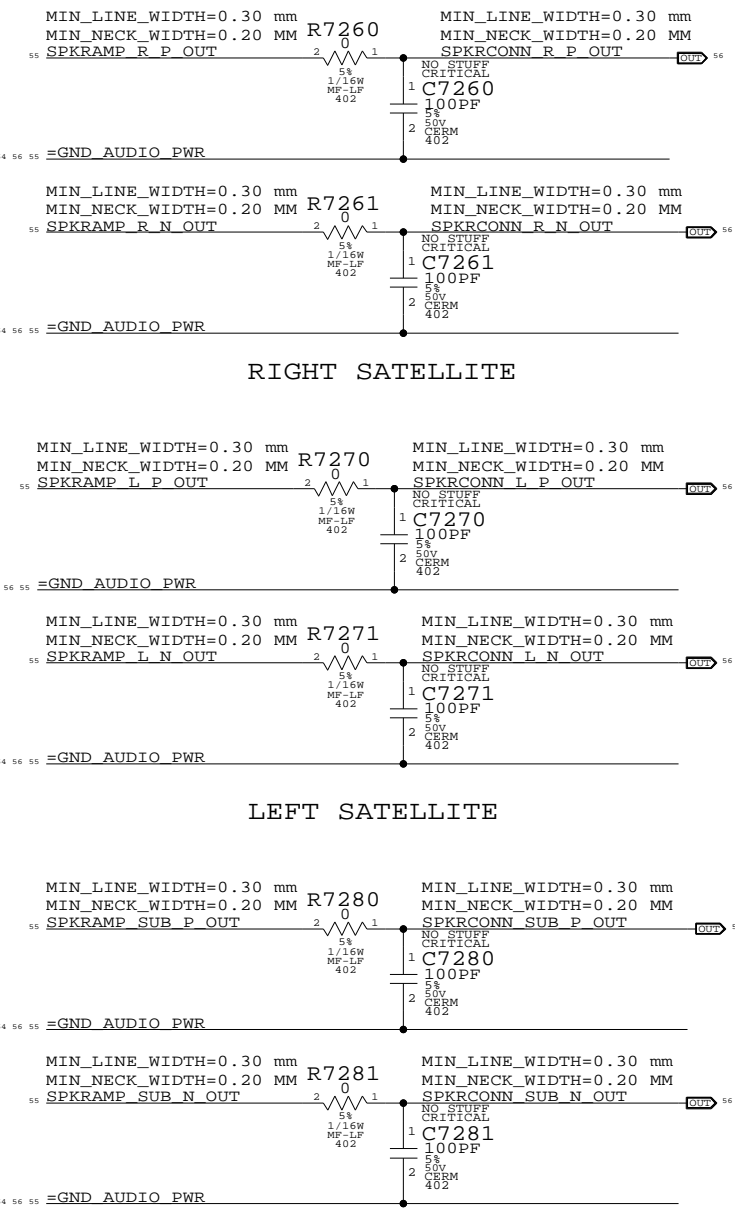 MIN_LINE_WIDTH=0.30 mm
MIN_NECK_WIDTH=0.20 MM
R7260
MIN_LINE_WIDTH=0.30 mm
MIN_NECK_WIDTH=0.20 MM
55 SPKRAMP_R_P_OUT
2 0 1
SPKRCONN_R_P_OUT
OUT 56
5%
1/16W
MF-LF
402
NO STUFF
CRITICAL
1 C7260
100PF
5%
50V
2 CERM
402
56 55 =GND_AUDIO_PWR
MIN_LINE_WIDTH=0.30 mm
MIN_NECK_WIDTH=0.20 MM
R7261
MIN_LINE_WIDTH=0.30 mm
MIN_NECK_WIDTH=0.20 MM
55 SPKRAMP_R_N_OUT
2 0 1
SPKRCONN_R_N_OUT
OUT 56
5%
1/16W
MF-LF
402
NO STUFF
CRITICAL
1 C7261
100PF
5%
50V
2 CERM
402
56 55 =GND_AUDIO_PWR
RIGHT SATELLITE
MIN_LINE_WIDTH=0.30 mm
MIN_NECK_WIDTH=0.20 MM
R7270
MIN_LINE_WIDTH=0.30 mm
MIN_NECK_WIDTH=0.20 MM
55 SPKRAMP_L_P_OUT
2 0 1
SPKRCONN_L_P_OUT
OUT 56
5%
1/16W
MF-LF
402
NO STUFF
CRITICAL
1 C7270
100PF
5%
50V
2 CERM
402
56 55 =GND_AUDIO_PWR
MIN_LINE_WIDTH=0.30 mm
MIN_NECK_WIDTH=0.20 MM
R7271
MIN_LINE_WIDTH=0.30 mm
MIN_NECK_WIDTH=0.20 MM
55 SPKRAMP_L_N_OUT
2 0 1
SPKRCONN_L_N_OUT
OUT 56
5%
1/16W
MF-LF
402
NO STUFF
CRITICAL
1 C7271
100PF
5%
50V
2 CERM
402
56 55 =GND_AUDIO_PWR
LEFT SATELLITE
MIN_LINE_WIDTH=0.30 mm
MIN_NECK_WIDTH=0.20 MM
R7280
MIN_LINE_WIDTH=0.30 mm
MIN_NECK_WIDTH=0.20 MM
55 SPKRAMP_SUB_P_OUT
2 0 1
SPKRCONN_SUB_P_OUT
OUT
5%
1/16W
MF-LF
402
NO STUFF
CRITICAL
1 C7280
100PF
5%
50V
2 CERM
402
56 55 =GND_AUDIO_PWR
MIN_LINE_WIDTH=0.30 mm
MIN_NECK_WIDTH=0.20 MM
R7281
MIN_LINE_WIDTH=0.30 mm
MIN_NECK_WIDTH=0.20 MM
55 SPKRAMP_SUB_N_OUT
2 0 1
SPKRCONN_SUB_N_OUT
OUT 56
5%
1/16W
MF-LF
402
NO STUFF
CRITICAL
1 C7281
100PF
5%
50V
2 CERM
402
56 55 =GND_AUDIO_PWR